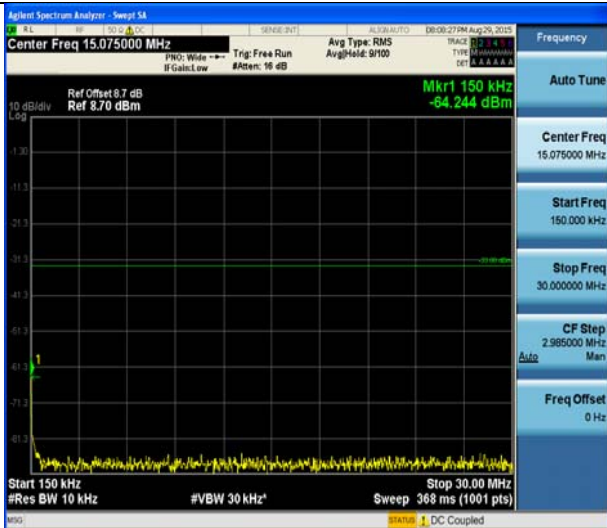 Agilent Spectrum Analyzer - Swept SA
RL RF 50 Ω DC SENSE:INT ALIGN AUTO 08:08:27 PM Aug 29, 2015
Center Freq 15.075000 MHz
PNO: Wide
IFGain:Low
Trig: Free Run
#Atten: 16 dB
Avg Type: RMS
Avg|Hold: 9/100
TRACE 1 2 3 4 5 6
TYPE
DET A A A A A A
Frequency
Auto Tune
Center Freq
15.075000 MHz
Start Freq
150.000 kHz
Stop Freq
30.000000 MHz
CF Step
2.985000 MHz
Auto Man
Freq Offset
0 Hz
Mkr1 150 kHz
-64.244 dBm
Ref Offset 8.7 dB
10 dB/div Ref 8.70 dBm
Log
-1.30
-11.3
-21.3
-31.3
-33.00 dBm
-41.3
-51.3
1
-61.3
-71.3
-81.3
Start 150 kHz Stop 30.00 MHz
#Res BW 10 kHz #VBW 30 kHz* Sweep 368 ms (1001 pts)
MSG STATUS DC Coupled